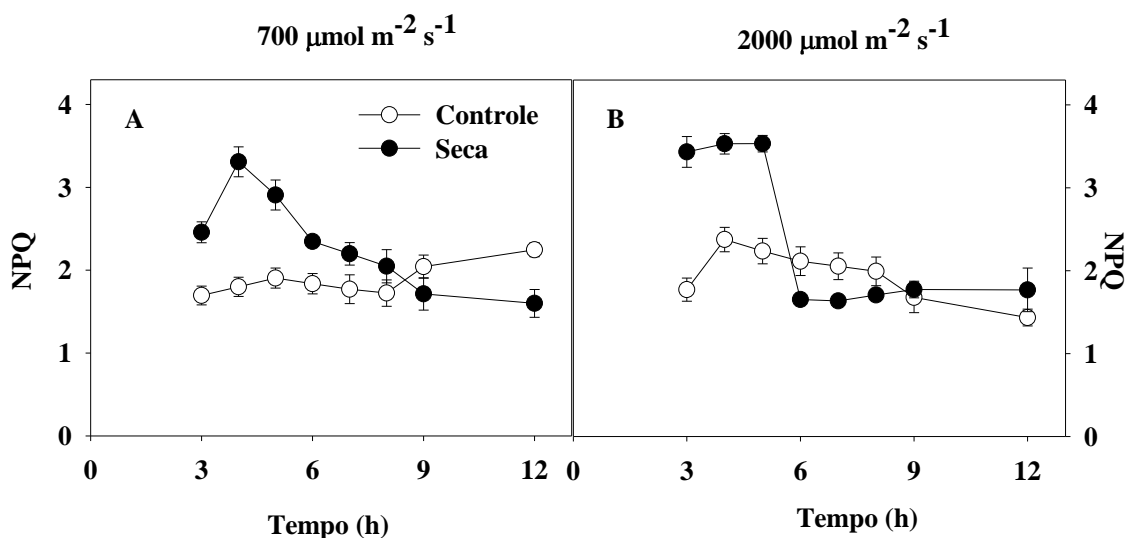 700 μmol m⁻² s⁻¹
2000 μmol m⁻² s⁻¹
A
Controle
Seca
B
4
3
2
1
0
NPQ
4
3
2
1
0
NPQ
0 3 6 9 12
0 3 6 9 12
Tempo (h)
Tempo (h)